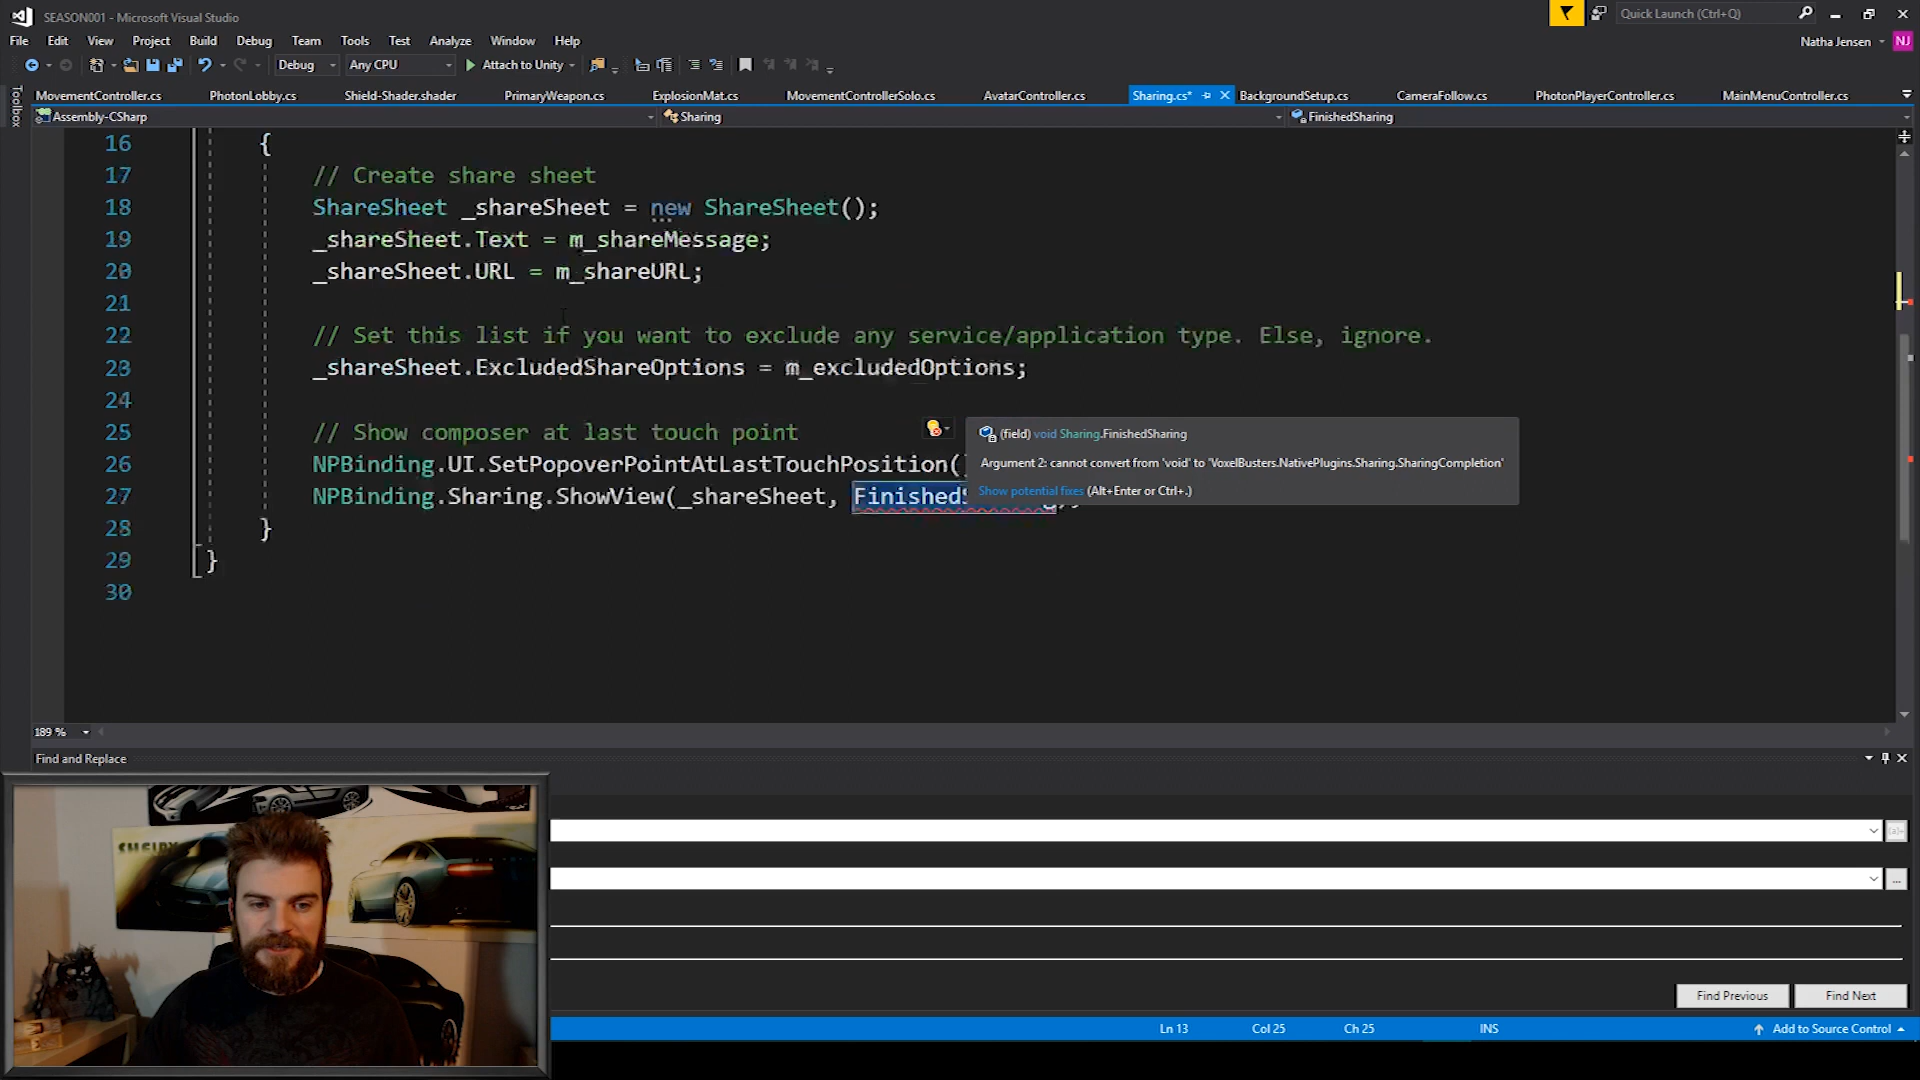 SEASON001 - Microsoft Visual Studio
Quick Launch (Ctrl+Q)
File Edit View Project Build Debug Team Tools Test Analyze Window Help
Natha Jensen NJ
Debug Any CPU Attach to Unity
Toolbox
MovementController.cs PhotonLobby.cs Shield-Shader.shader PrimaryWeapon.cs ExplosionMat.cs MovementControllerSolo.cs AvatarController.cs Sharing.cs* BackgroundSetup.cs CameraFollow.cs PhotonPlayerController.cs MainMenuController.cs
Assembly-CSharp Sharing FinishedSharing
16 {
17 // Create share sheet
18 ShareSheet _shareSheet = new ShareSheet();
19 _shareSheet.Text = m_shareMessage;
20 _shareSheet.URL = m_shareURL;
21
22 // Set this list if you want to exclude any service/application type. Else, ignore.
23 _shareSheet.ExcludedShareOptions = m_excludedOptions;
24
25 // Show composer at last touch point
(field) void Sharing.FinishedSharing
26 NPBinding.UI.SetPopoverPointAtLastTouchPosition()
Argument 2: cannot convert from 'void' to 'VoxelBusters.NativePlugins.Sharing.SharingCompletion'
Show potential fixes (Alt+Enter or Ctrl+.)
27 NPBinding.Sharing.ShowView(_shareSheet, Finished
28 }
29 }
30
189 %
Find and Replace
SHELBY
Find Previous Find Next
Ln 13 Col 25 Ch 25 INS Add to Source Control